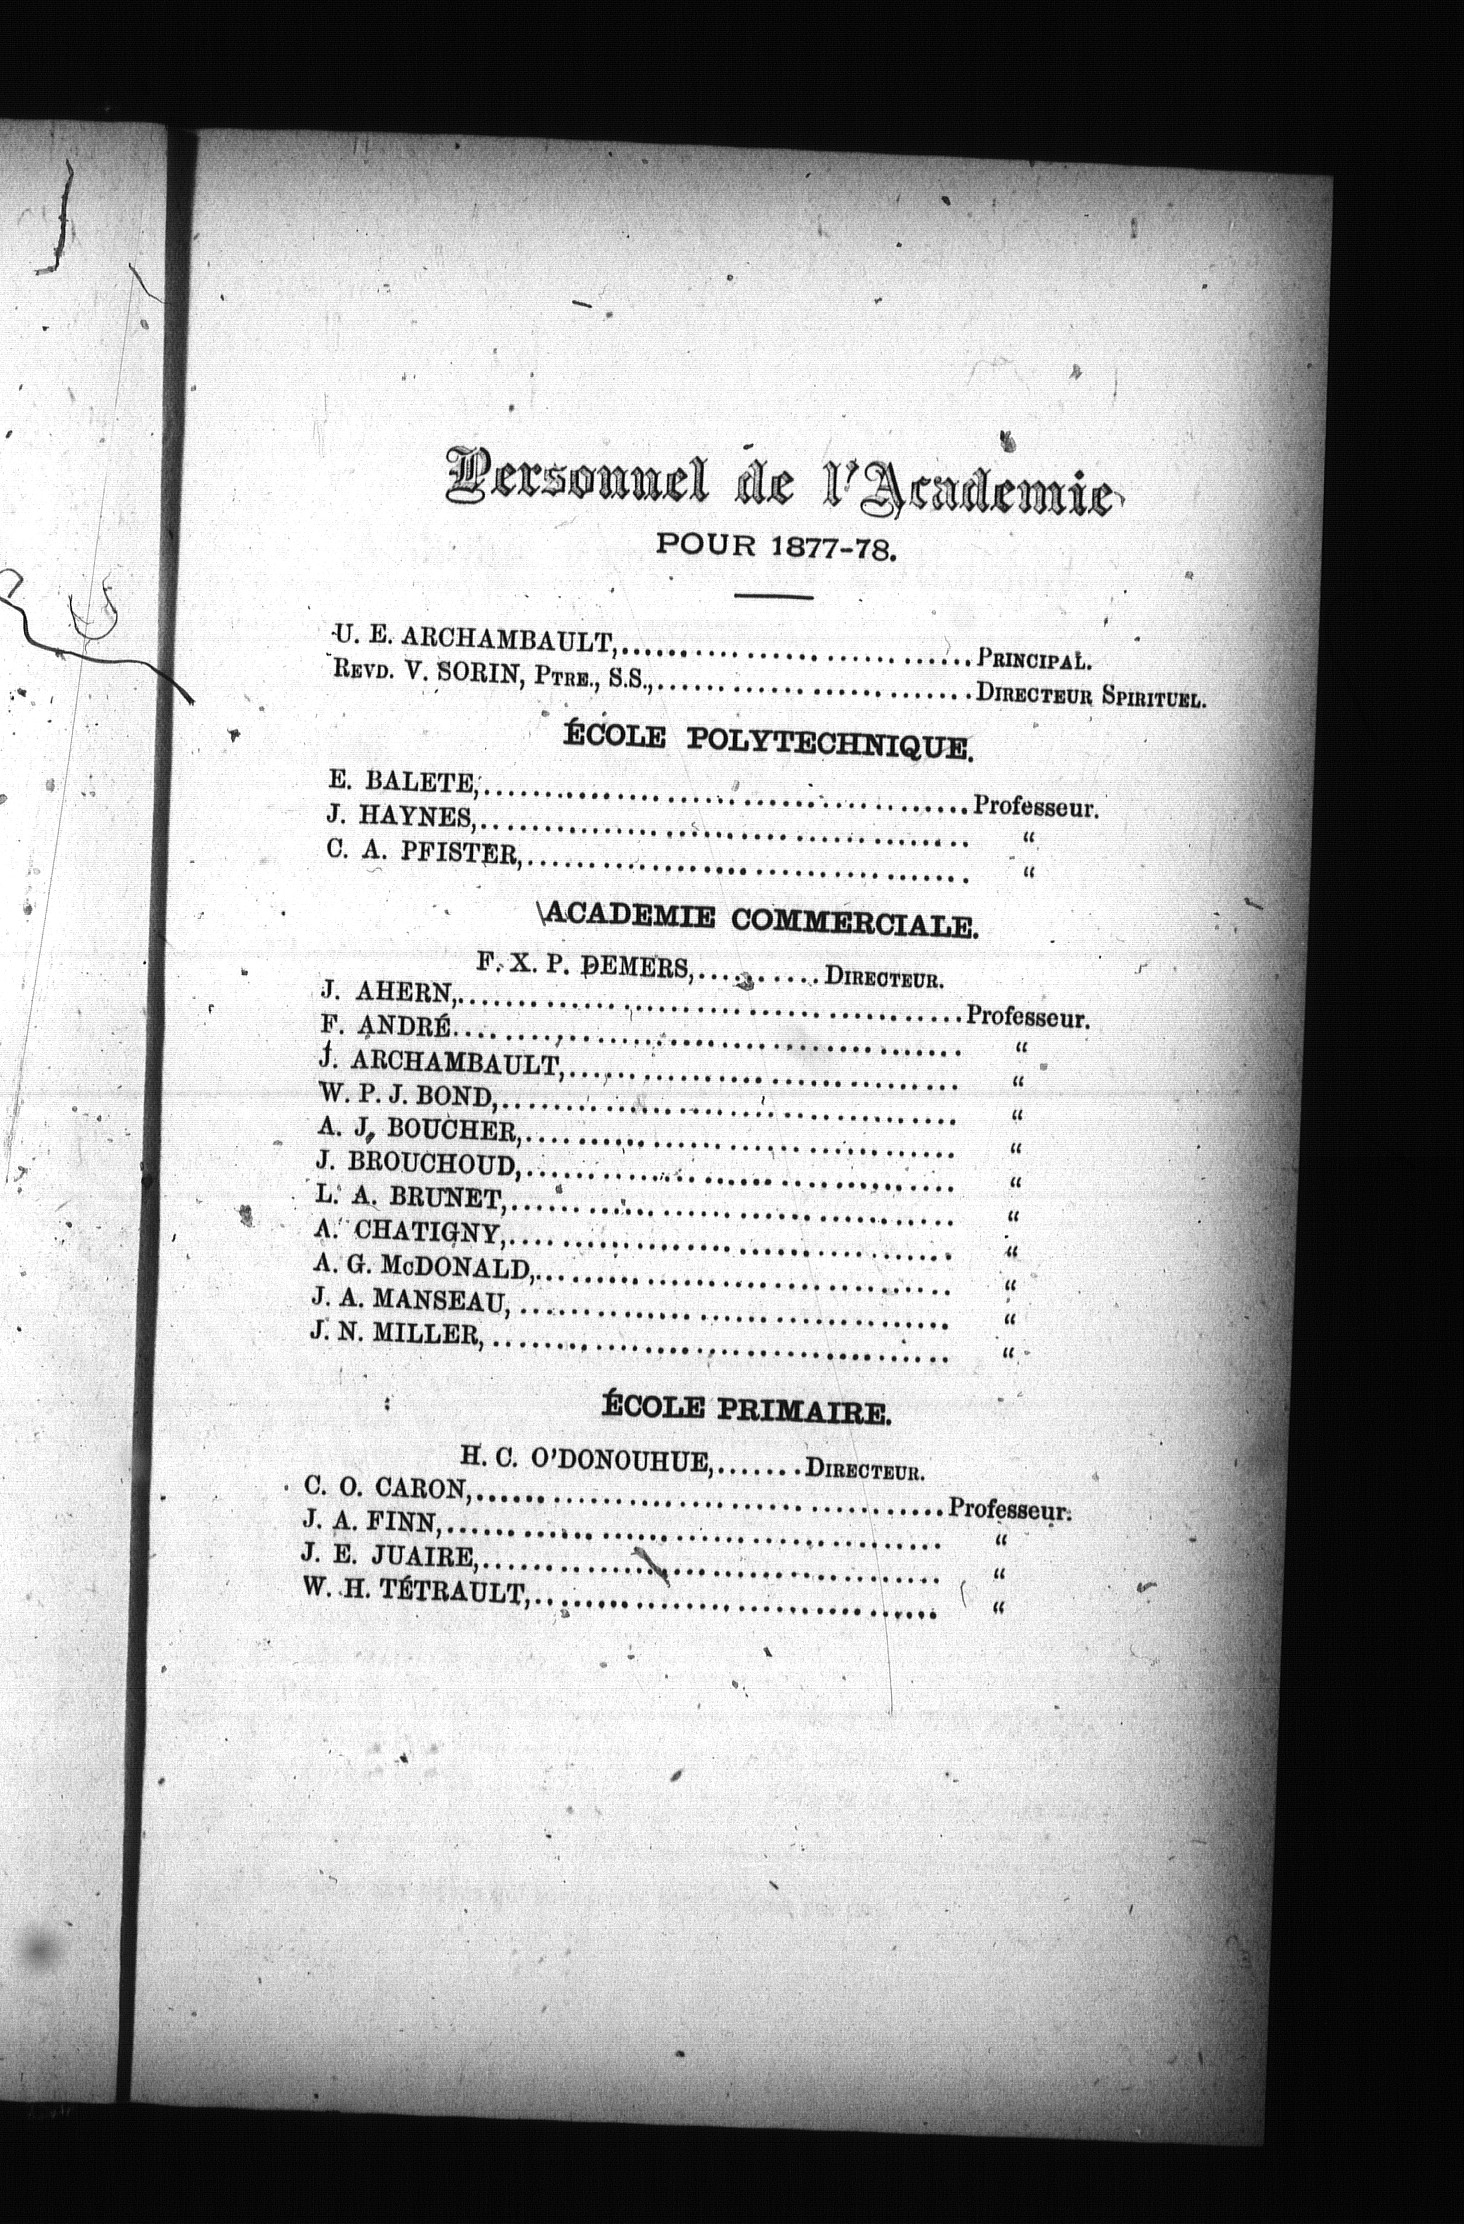 Personnel de l'Academie
POUR 1877-78.
U. E. ARCHAMBAULT,.................................PRINCIPAL.
REVD. V. SORIN, PTRE., S.S.,..............................DIRECTEUR SPIRITUEL.
ÉCOLE POLYTECHNIQUE.
E. BALETE,..........................................Professeur.
J. HAYNES,.......................................... “
C. A. PFISTER,....................................... “
ACADEMIE COMMERCIALE.
F. X. P. DEMERS,..........DIRECTEUR.
J. AHERN,..........................................Professeur.
F. ANDRÉ.......................................... “
J. ARCHAMBAULT,................................. “
W. P. J. BOND,....................................... “
A. J. BOUCHER,..................................... “
J. BROUCHOUD,..................................... “
L. A. BRUNET,....................................... “
A. CHATIGNY,....................................... “
A. G. McDONALD,.................................... “
J. A. MANSEAU,..................................... “
J. N. MILLER,....................................... “
ÉCOLE PRIMAIRE.
H. C. O'DONOUHUE,.......DIRECTEUR.
C. O. CARON,.........................................Professeur.
J. A. FINN,.......................................... “
J. E. JUAIRE,........................................ “
W. H. TÉTRAULT,.................................... “